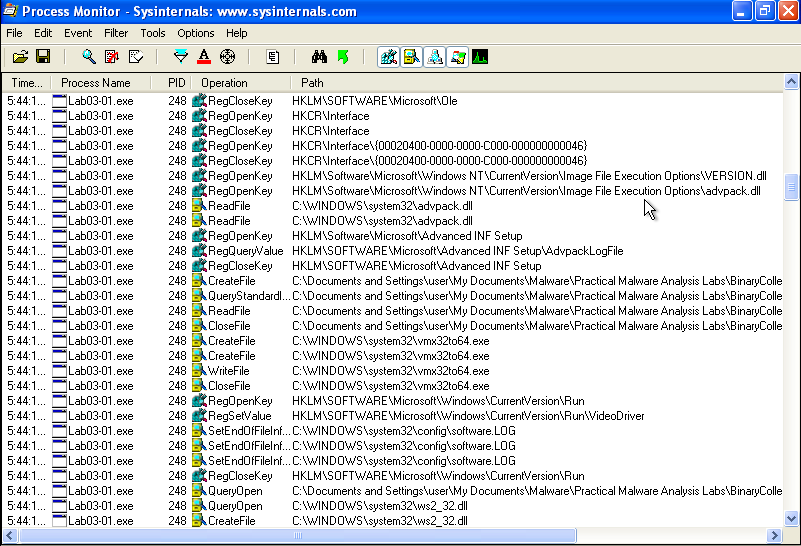 Process Monitor - Sysinternals: www.sysinternals.com
File Edit Event Filter Tools Options Help
Time... Process Name PID Operation Path
5:44:1... Lab03-01.exe 248 RegCloseKey HKLM\SOFTWARE\Microsoft\Ole
5:44:1... Lab03-01.exe 248 RegOpenKey HKCR\Interface
5:44:1... Lab03-01.exe 248 RegCloseKey HKCR\Interface
5:44:1... Lab03-01.exe 248 RegOpenKey HKCR\Interface\{00020400-0000-0000-C000-000000000046}
5:44:1... Lab03-01.exe 248 RegCloseKey HKCR\Interface\{00020400-0000-0000-C000-000000000046}
5:44:1... Lab03-01.exe 248 RegOpenKey HKLM\Software\Microsoft\Windows NT\CurrentVersion\Image File Execution Options\VERSION.dll
5:44:1... Lab03-01.exe 248 RegOpenKey HKLM\Software\Microsoft\Windows NT\CurrentVersion\Image File Execution Options\advpack.dll
5:44:1... Lab03-01.exe 248 ReadFile C:\WINDOWS\system32\advpack.dll
5:44:1... Lab03-01.exe 248 ReadFile C:\WINDOWS\system32\advpack.dll
5:44:1... Lab03-01.exe 248 RegOpenKey HKLM\Software\Microsoft\Advanced INF Setup
5:44:1... Lab03-01.exe 248 RegQueryValue HKLM\SOFTWARE\Microsoft\Advanced INF Setup\AdvpackLogFile
5:44:1... Lab03-01.exe 248 RegCloseKey HKLM\SOFTWARE\Microsoft\Advanced INF Setup
5:44:1... Lab03-01.exe 248 CreateFile C:\Documents and Settings\user\My Documents\Malware\Practical Malware Analysis Labs\BinaryColle
5:44:1... Lab03-01.exe 248 QueryStandardI... C:\Documents and Settings\user\My Documents\Malware\Practical Malware Analysis Labs\BinaryColle
5:44:1... Lab03-01.exe 248 ReadFile C:\Documents and Settings\user\My Documents\Malware\Practical Malware Analysis Labs\BinaryColle
5:44:1... Lab03-01.exe 248 CloseFile C:\Documents and Settings\user\My Documents\Malware\Practical Malware Analysis Labs\BinaryColle
5:44:1... Lab03-01.exe 248 CreateFile C:\WINDOWS\system32\vmx32to64.exe
5:44:1... Lab03-01.exe 248 CreateFile C:\WINDOWS\system32\vmx32to64.exe
5:44:1... Lab03-01.exe 248 WriteFile C:\WINDOWS\system32\vmx32to64.exe
5:44:1... Lab03-01.exe 248 CloseFile C:\WINDOWS\system32\vmx32to64.exe
5:44:1... Lab03-01.exe 248 RegOpenKey HKLM\SOFTWARE\Microsoft\Windows\CurrentVersion\Run
5:44:1... Lab03-01.exe 248 RegSetValue HKLM\SOFTWARE\Microsoft\Windows\CurrentVersion\Run\VideoDriver
5:44:1... Lab03-01.exe 248 SetEndOfFileInf... C:\WINDOWS\system32\config\software.LOG
5:44:1... Lab03-01.exe 248 SetEndOfFileInf... C:\WINDOWS\system32\config\software.LOG
5:44:1... Lab03-01.exe 248 SetEndOfFileInf... C:\WINDOWS\system32\config\software.LOG
5:44:1... Lab03-01.exe 248 RegCloseKey HKLM\SOFTWARE\Microsoft\Windows\CurrentVersion\Run
5:44:1... Lab03-01.exe 248 QueryOpen C:\Documents and Settings\user\My Documents\Malware\Practical Malware Analysis Labs\BinaryColle
5:44:1... Lab03-01.exe 248 QueryOpen C:\WINDOWS\system32\ws2_32.dll
5:44:1... Lab03-01.exe 248 CreateFile C:\WINDOWS\system32\ws2_32.dll